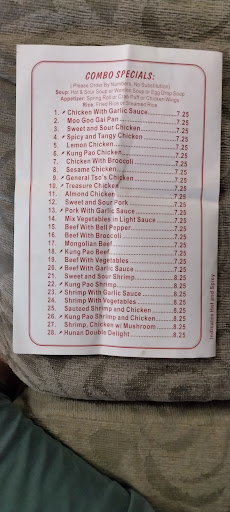 COMBO SPECIALS:
( Please Order By Numbers, No Substitution)
Soup: Hot & Sour Soup or Wonton Soup or Egg Drop Soup
Appetizer: Spring Roll or Crab Puff or Chicken Wings
Rice: Fried Rice or Steamed Rice
1. Chicken With Garlic Sauce 7.25
2. Moo Goo Gai Pan 7.25
3. Sweet and Sour Chicken 7.25
4. Spicy and Tangy Chicken 7.25
5. Lemon Chicken 7.25
6. Kung Pao Chicken 7.25
7. Chicken With Broccoli 7.25
8. Sesame Chicken 7.25
9. General Tso's Chicken 7.25
10. Treasure Chicken 7.25
11. Almond Chicken 7.25
12. Sweet and Sour Pork 7.25
13. Pork With Garlic Sauce 7.25
14. Mix Vegetables in Light Sauce 7.25
15. Beef With Bell Pepper 7.25
16. Beef With Broccoli 7.25
17. Mongolian Beef 7.25
18. Kung Pao Beef 7.25
19. Beef With Vegetables 7.25
20. Beef With Garlic Sauce 7.25
21. Sweet and Sour Shrimp 8.25
22. Kung Pao Shrimp 8.25
23. Shrimp With Garlic Sauce 8.25
24. Shrimp With Vegetables 8.25
25. Sauteed Shrimp and Chicken 8.25
26. Kung Pao Shrimp and Chicken 8.25
27. Shrimp, Chicken w/ Mushroom 8.25
28. Hunan Double Delight 8.25
Indicates Hot and Spicy